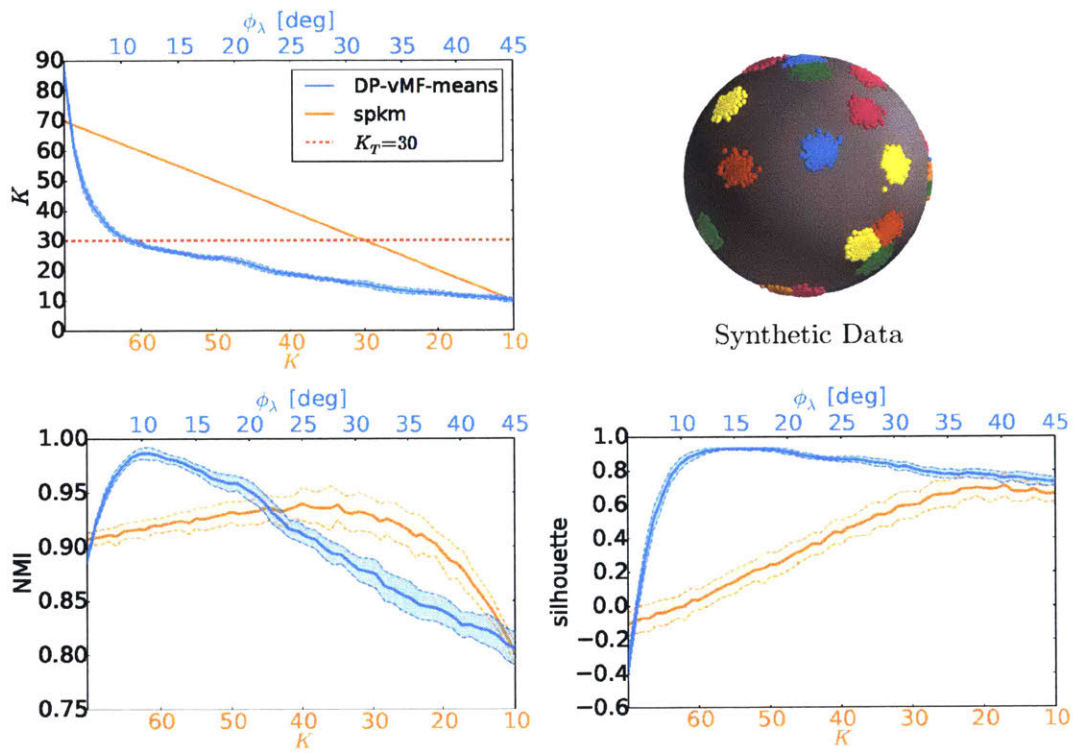 φλ [deg]
10 15 20 25 30 35 40 45
90
80
70
60
50
40
30
20
10
0
K
DP-vMF-means
spkm
K_T=30
60 50 40 30 20 10
K
Synthetic Data
φλ [deg]
10 15 20 25 30 35 40 45
1.00
0.95
0.90
0.85
0.80
0.75
NMI
60 50 40 30 20 10
K
φλ [deg]
10 15 20 25 30 35 40 45
1.0
0.8
0.6
0.4
0.2
0.0
−0.2
−0.4
−0.6
silhouette
60 50 40 30 20 10
K